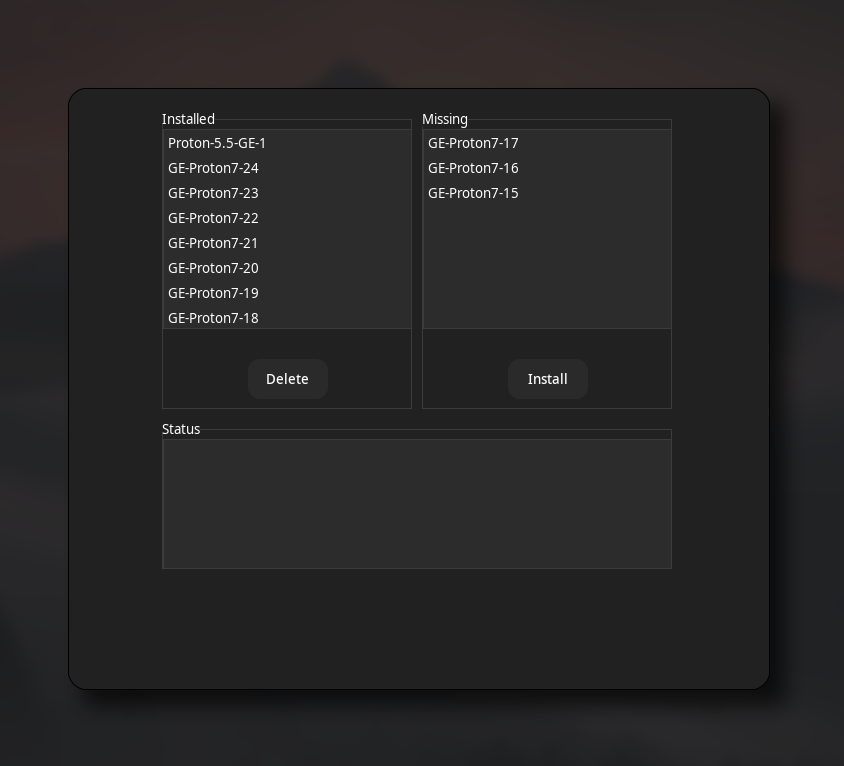 Installed
Proton-5.5-GE-1
GE-Proton7-24
GE-Proton7-23
GE-Proton7-22
GE-Proton7-21
GE-Proton7-20
GE-Proton7-19
GE-Proton7-18
Delete
Missing
GE-Proton7-17
GE-Proton7-16
GE-Proton7-15
Install
Status